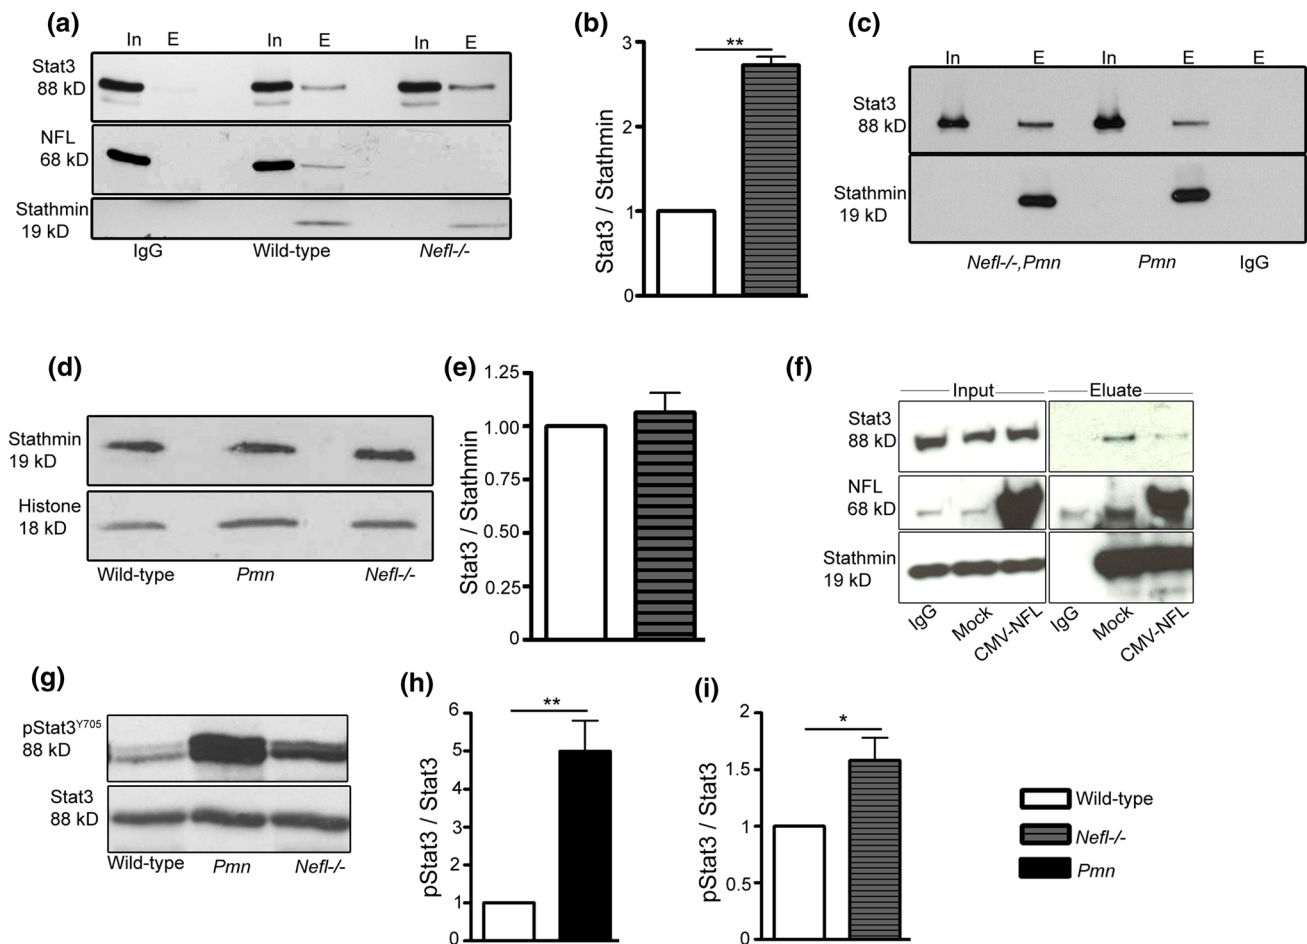 (a)
In E In E In E
Stat3
88 kD
NFL
68 kD
Stathmin
19 kD
IgG Wild-type Nefl-/-
(b)
**
3
2
1
0
Stat3 / Stathmin
(c)
In E In E E
Stat3
88 kD
Stathmin
19 kD
Nefl-/-,Pmn Pmn IgG
(d)
Stathmin
19 kD
Histone
18 kD
Wild-type Pmn Nefl-/-
(e)
1.25
1.00
0.75
0.50
0.25
0
Stat3 / Stathmin
(f)
Input Eluate
Stat3
88 kD
NFL
68 kD
Stathmin
19 kD
IgG Mock CMV-NFL IgG Mock CMV-NFL
(g)
pStat3Y705
88 kD
Stat3
88 kD
Wild-type Pmn Nefl-/-
(h)
**
6
5
4
3
2
1
0
pStat3 / Stat3
(i)
*
2
1.5
1
0.5
0
pStat3 / Stat3
Wild-type
Nefl-/-
Pmn